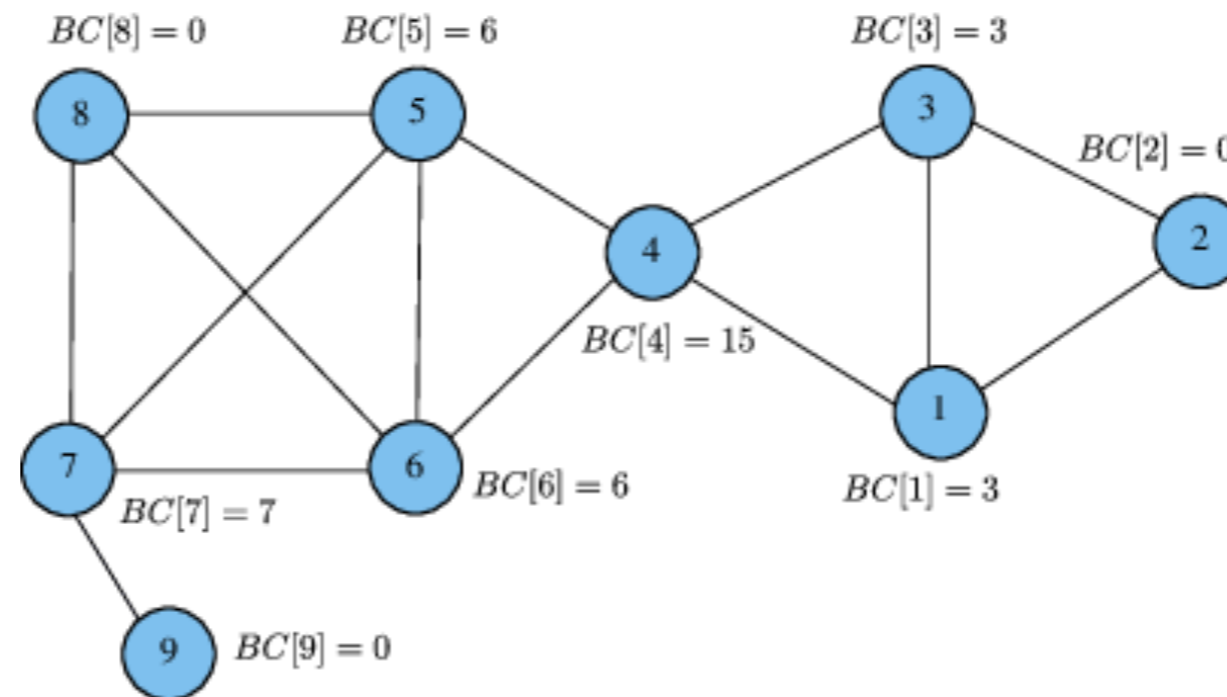 BC[8] = 0
BC[5] = 6
BC[3] = 3
8
5
3
BC[2] = 0
2
4
BC[4] = 15
1
7
6
BC[6] = 6
BC[1] = 3
BC[7] = 7
9
BC[9] = 0